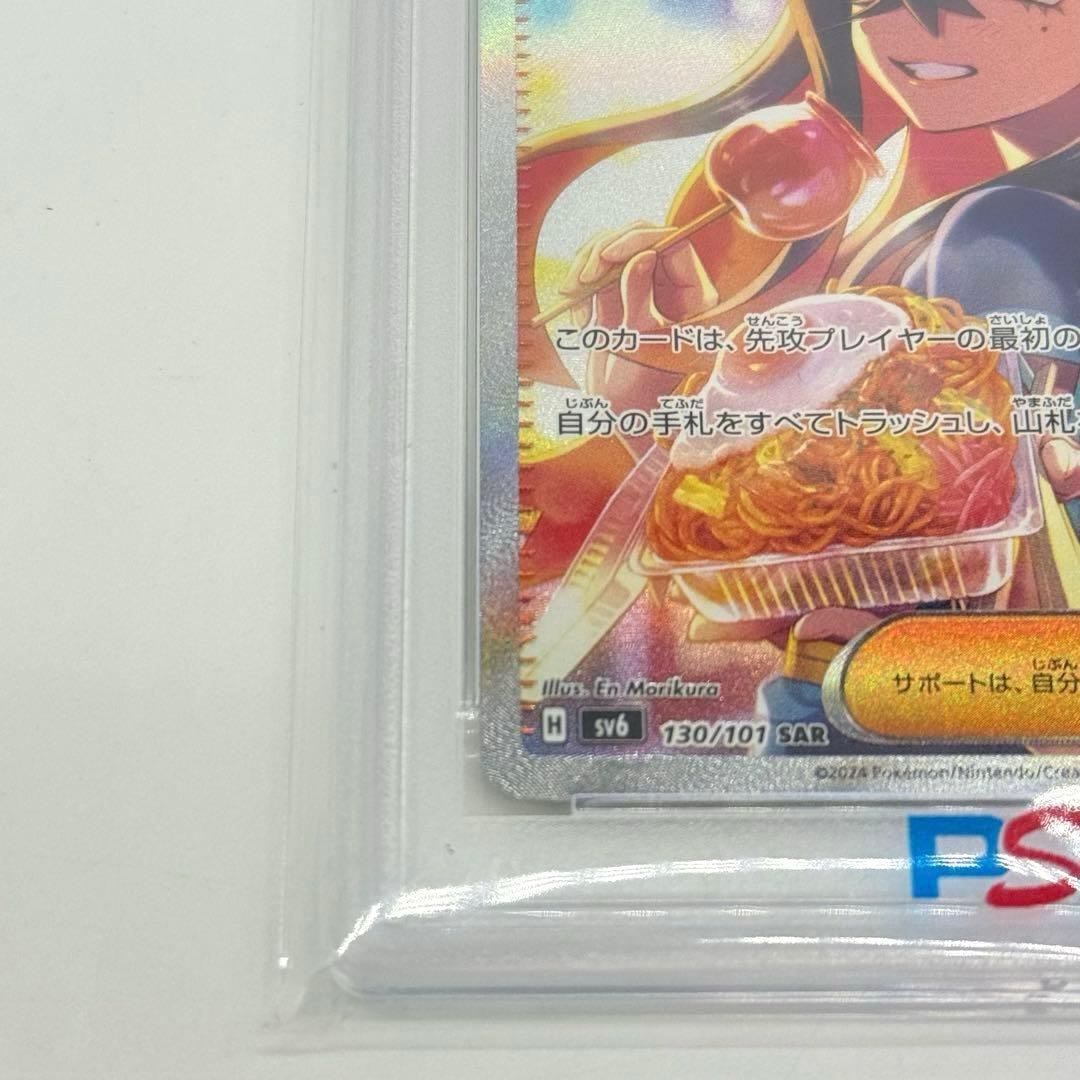 このカードは、先攻プレイヤーの最初の
自分の手札をすべてトラッシュし、山札
サポートは、自分
Illus. En Morikura
H sv6 130/101 SAR
©2024 Pokémon/Nintendo/Crea
PS